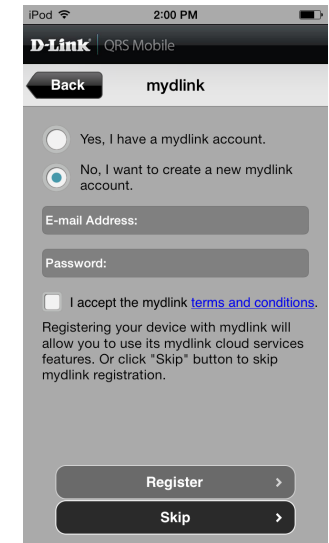 iPod 2:00 PM
D-Link QRS Mobile
Back mydlink
Yes, I have a mydlink account.
No, I want to create a new mydlink
account.
E-mail Address:
Password:
I accept the mydlink terms and conditions.
Registering your device with mydlink will
allow you to use its mydlink cloud services
features. Or click "Skip" button to skip
mydlink registration.
Register
Skip